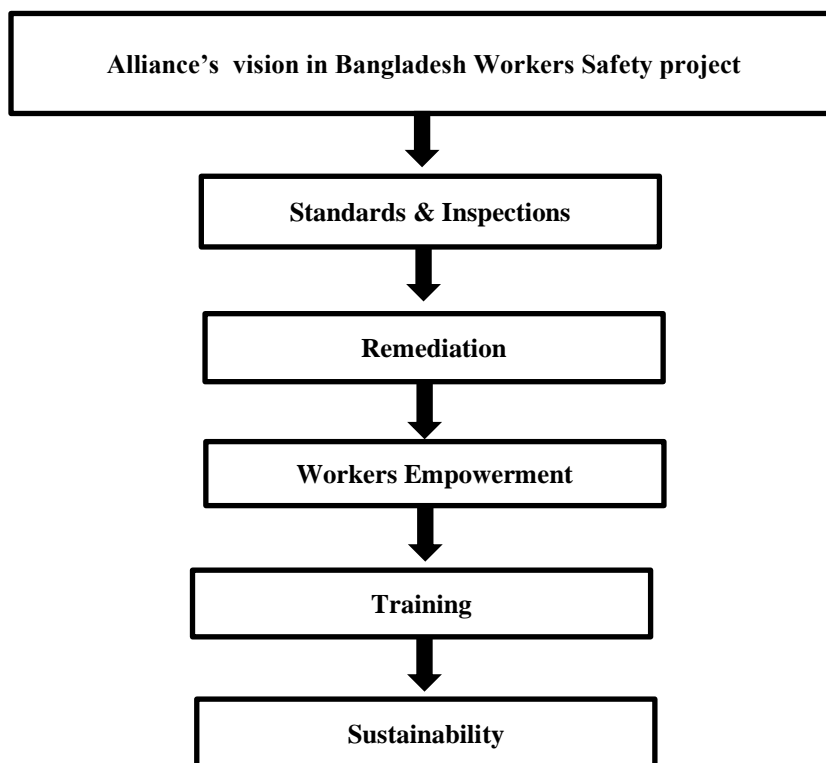 Alliance's  vision in Bangladesh Workers Safety project
Standards & Inspections
Remediation
Workers Empowerment
Training
Sustainability